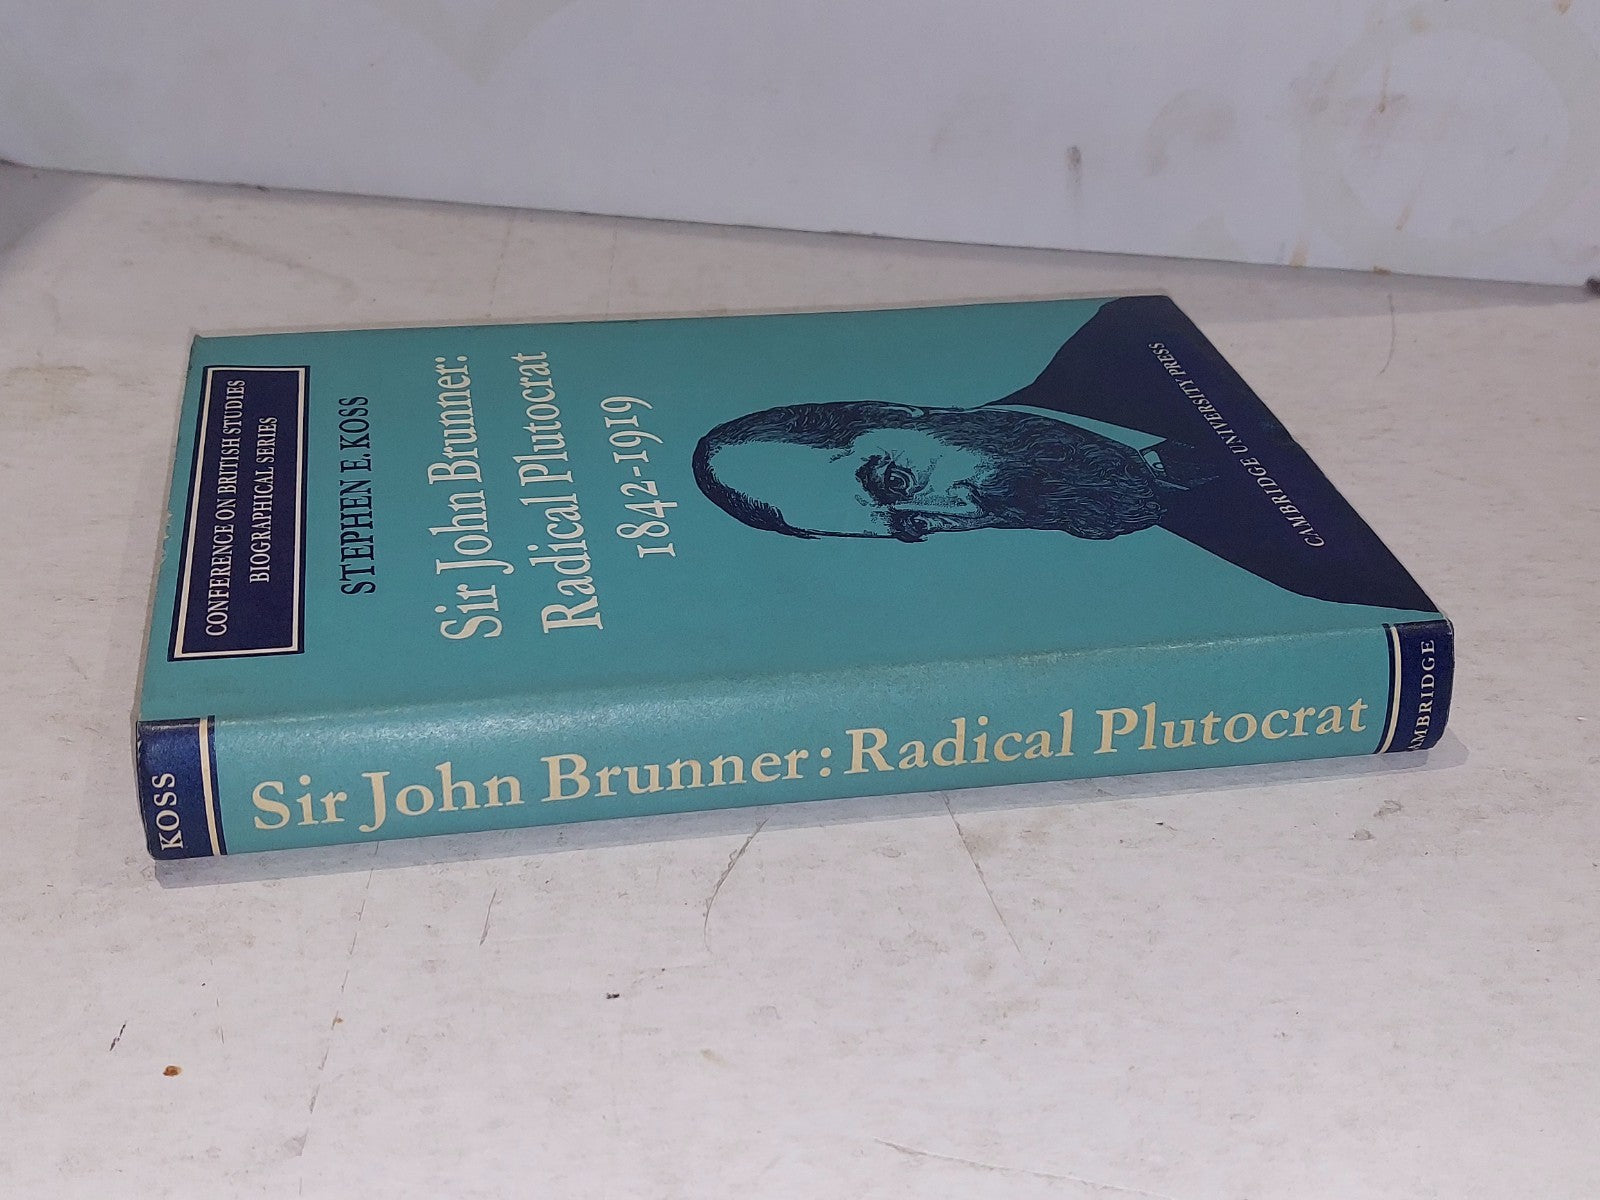 CONFERENCE ON BRITISH STUDIES
BIOGRAPHICAL SERIES
STEPHEN E. KOSS
Sir John Brunner:
Radical Plutocrat
1842-1919
CAMBRIDGE UNIVERSITY PRESS
KOSS
Sir John Brunner: Radical Plutocrat
CAMBRIDGE